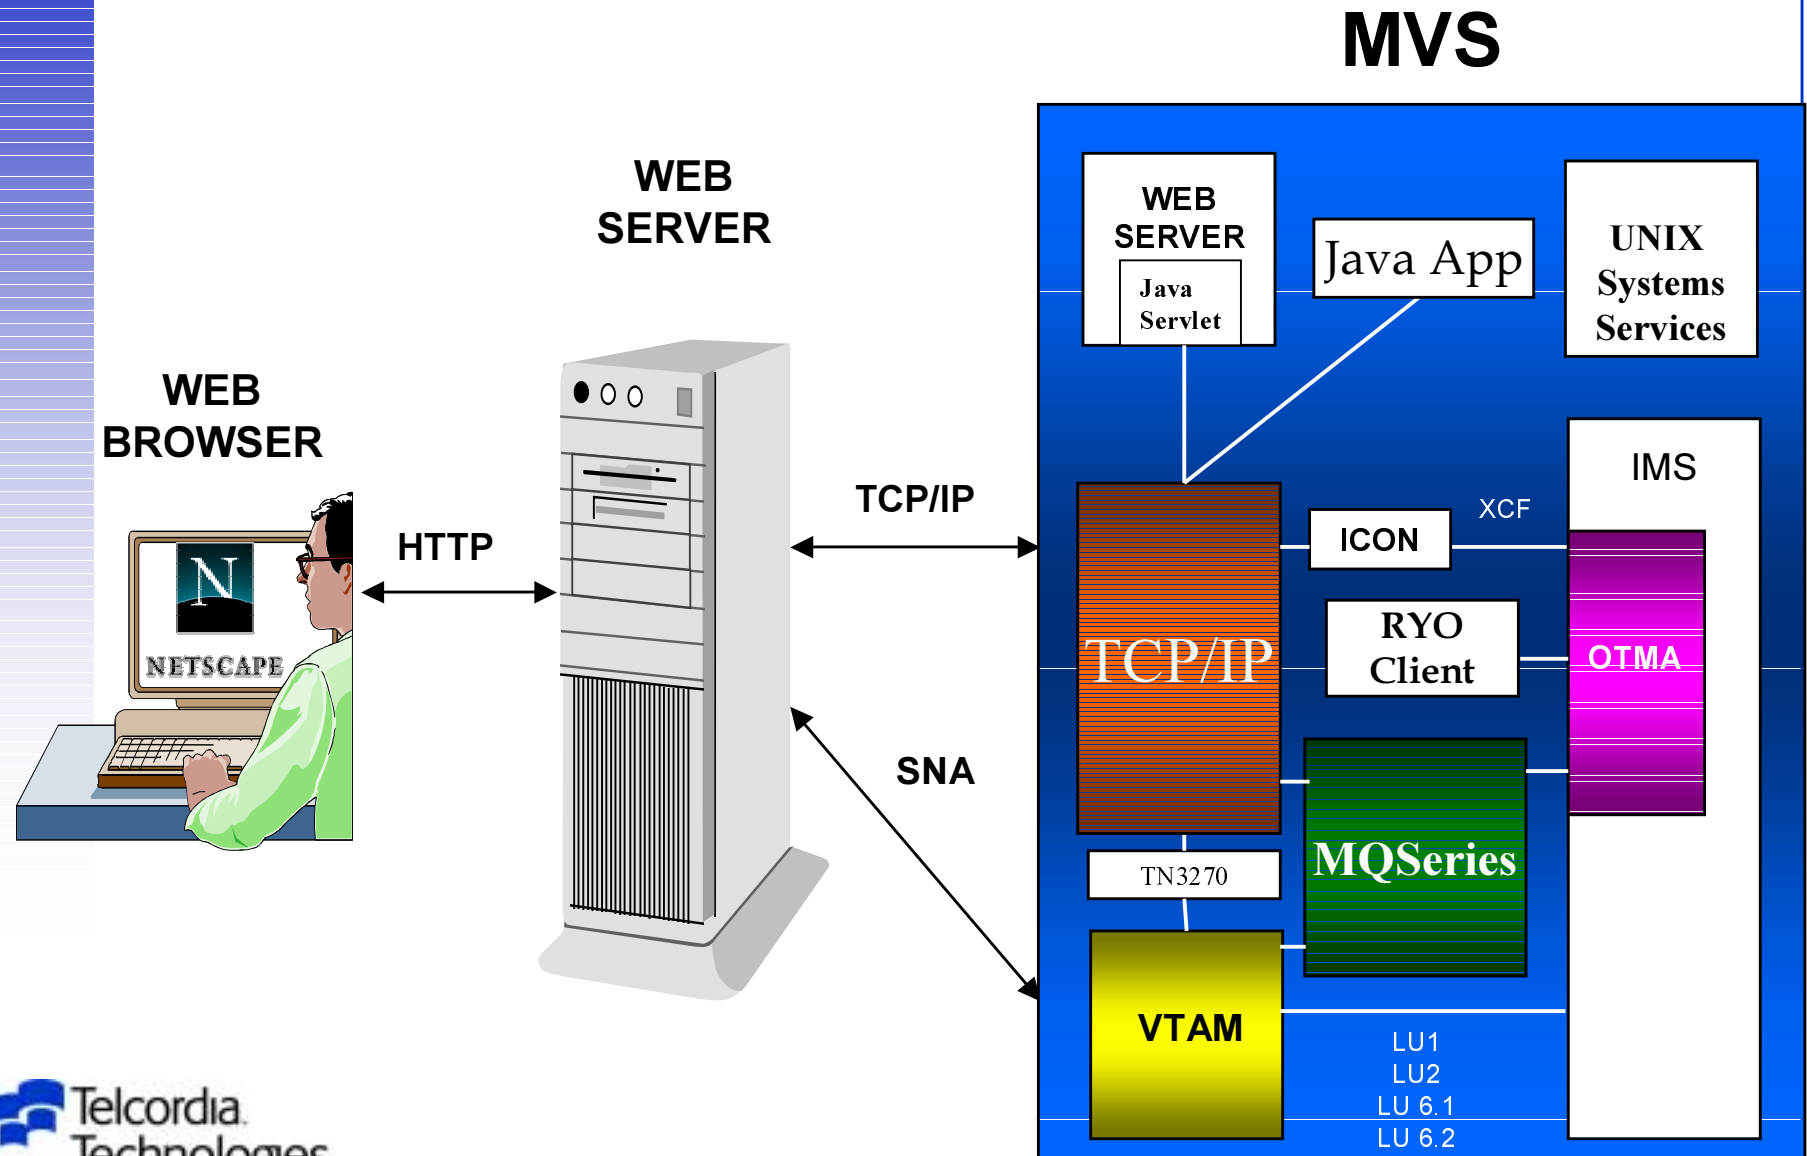 MVS
WEB
SERVER
WEB
BROWSER
N
NETSCAPE
HTTP
TCP/IP
SNA
WEB
SERVER
Java
Servlet
Java App
UNIX
Systems
Services
IMS
XCF
ICON
TCP/IP
RYO
Client
OTMA
MQSeries
TN3270
VTAM
LU1
LU2
LU 6.1
LU 6.2
Telcordia
Technologies